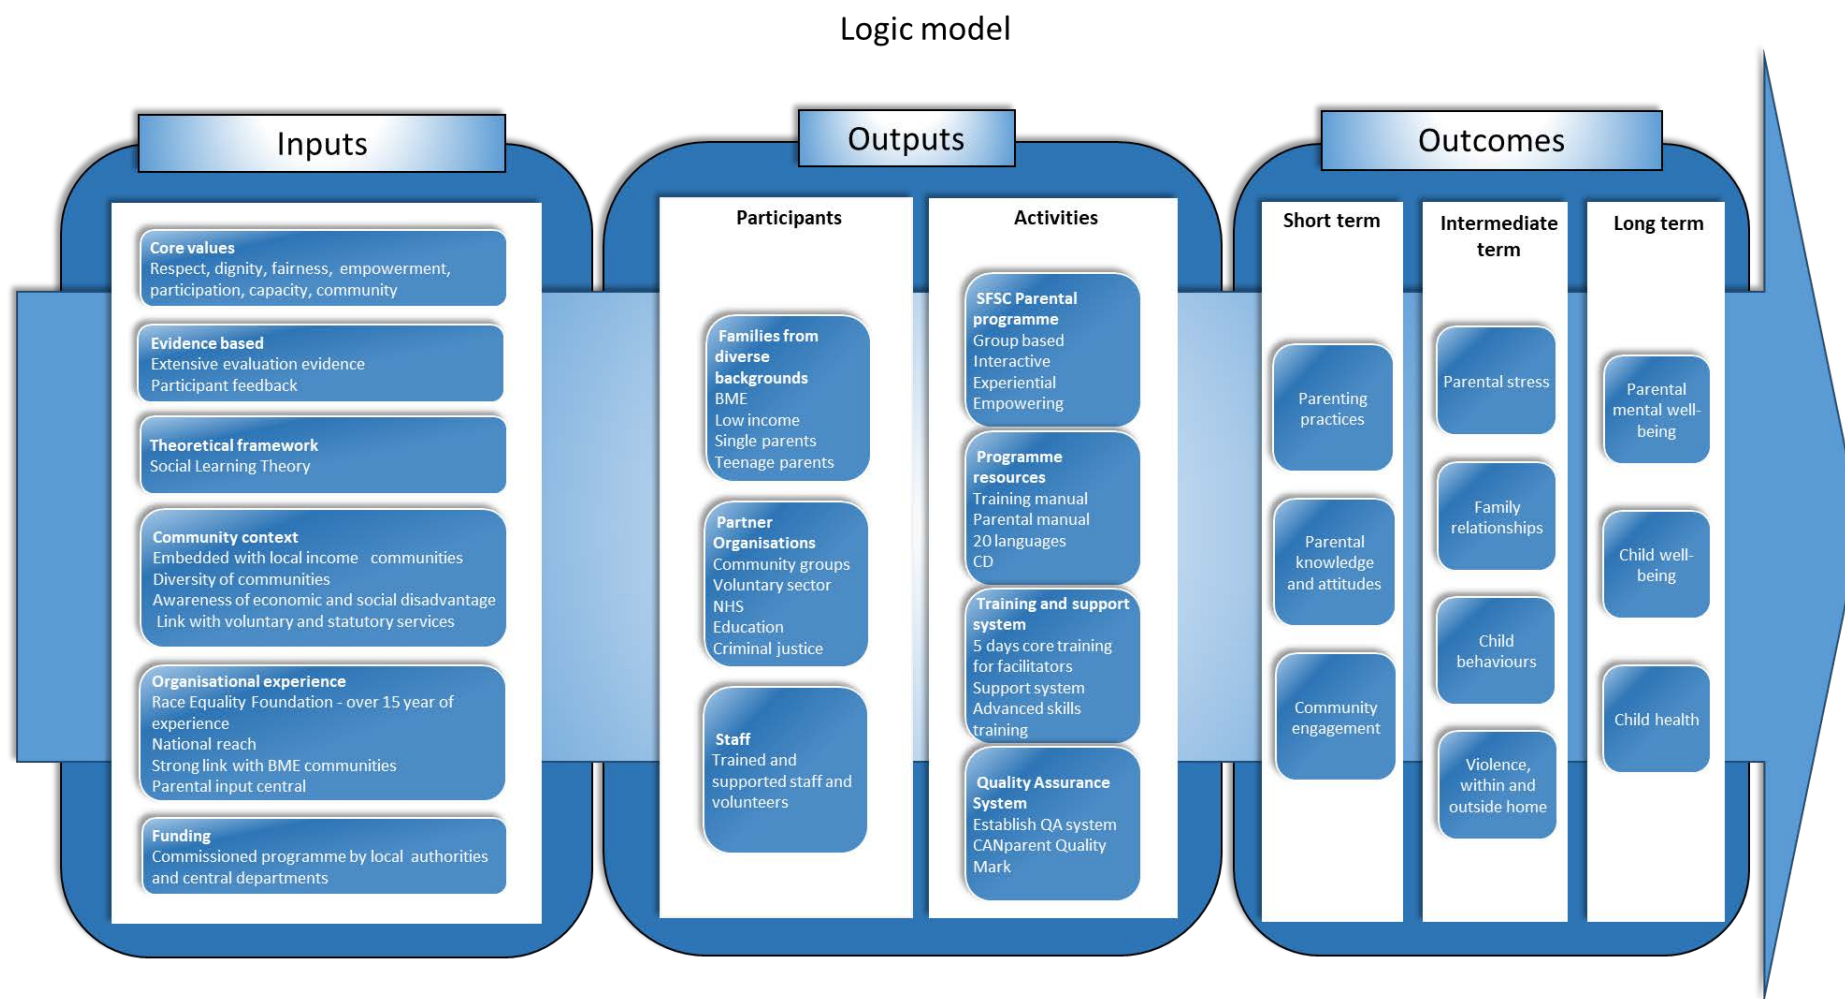 Logic model
Inputs
Core values
Respect, dignity, fairness, empowerment,
participation, capacity, community
Evidence based
Extensive evaluation evidence
Participant feedback
Theoretical framework
Social Learning Theory
Community context
Embedded with local income communities
Diversity of communities
Awareness of economic and social disadvantage
Link with voluntary and statutory services
Organisational experience
Race Equality Foundation - over 15 year of
experience
National reach
Strong link with BME communities
Parental input central
Funding
Commissioned programme by local authorities
and central departments
Outputs
Participants
Families from
diverse
backgrounds
BME
Low income
Single parents
Teenage parents
Partner
Organisations
Community groups
Voluntary sector
NHS
Education
Criminal justice
Staff
Trained and
supported staff and
volunteers
Activities
SFSC Parental
programme
Group based
Interactive
Experiential
Empowering
Programme
resources
Training manual
Parental manual
20 languages
CD
Training and support
system
5 days core training
for facilitators
Support system
Advanced skills
training
Quality Assurance
System
Establish QA system
CANparent Quality
Mark
Outcomes
Short term
Parenting
practices
Parental
knowledge
and attitudes
Community
engagement
Intermediate
term
Parental stress
Family
relationships
Child
behaviours
Violence,
within and
outside home
Long term
Parental
mental well-
being
Child well-
being
Child health